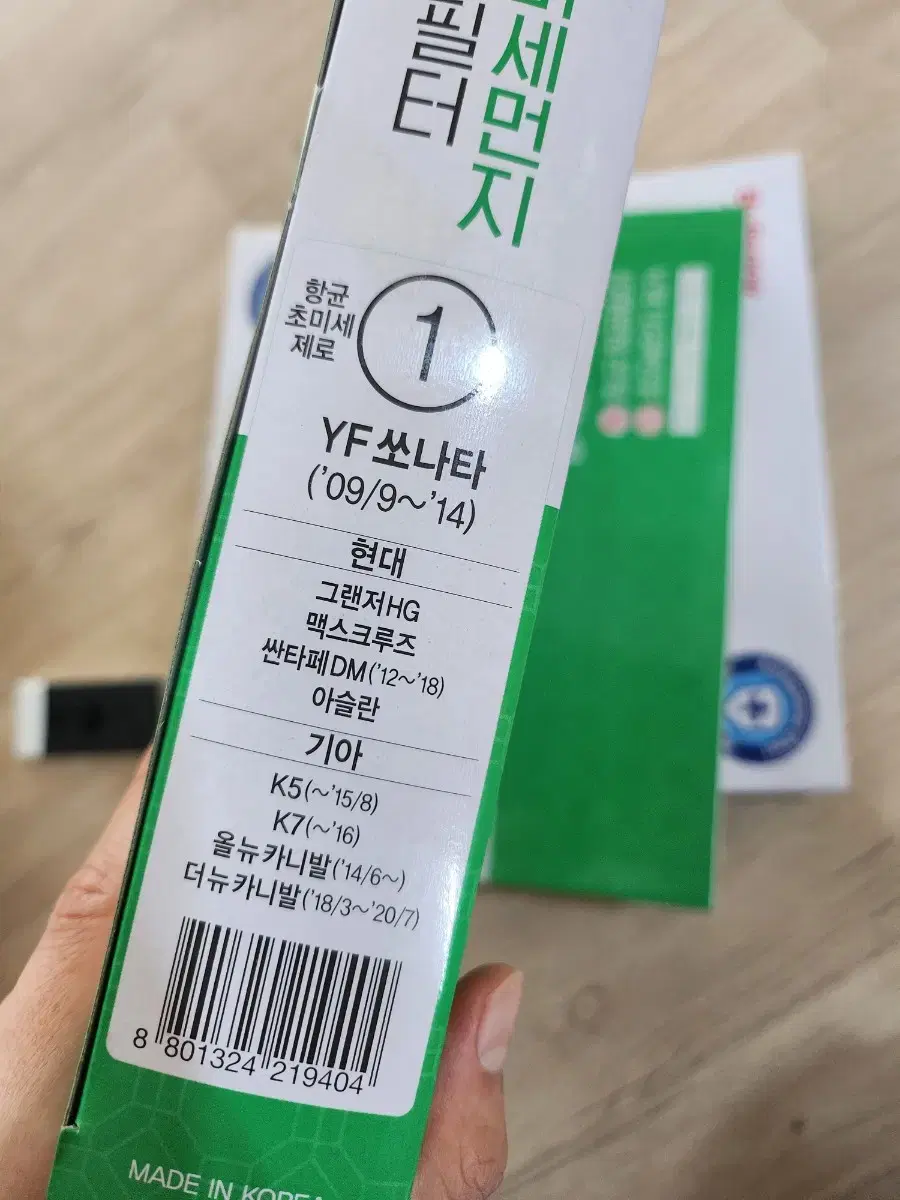 세먼지
필터
항균
초미세
제로
1
YF쏘나타
('09/9~'14)
현대
그랜저HG
맥스크루즈
싼타페DM('12~'18)
아슬란
기아
K5(~'15/8)
K7(~'16)
올뉴카니발('14/6~)
더뉴카니발('18/3~'20/7)
8 801324 219404
MADE IN KOREA